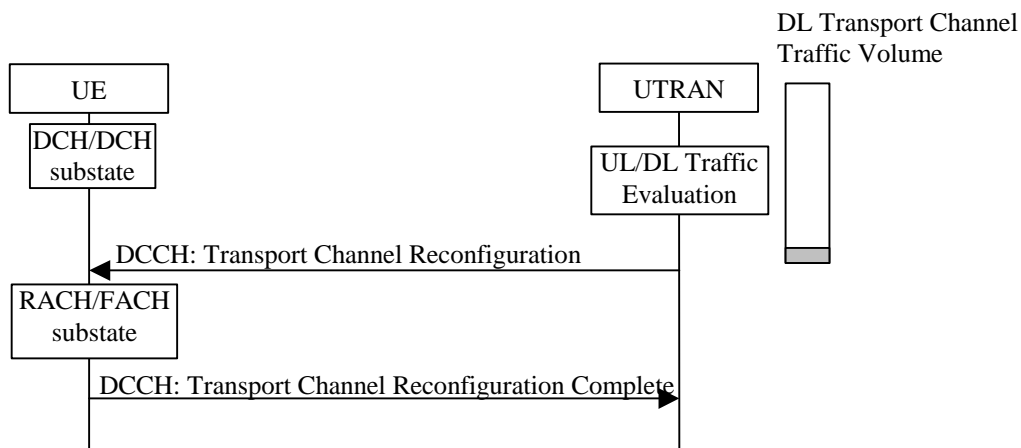 DL Transport Channel
Traffic Volume
UE
UTRAN
DCH/DCH
substate
UL/DL Traffic
Evaluation
DCCH: Transport Channel Reconfiguration
RACH/FACH
substate
DCCH: Transport Channel Reconfiguration Complete